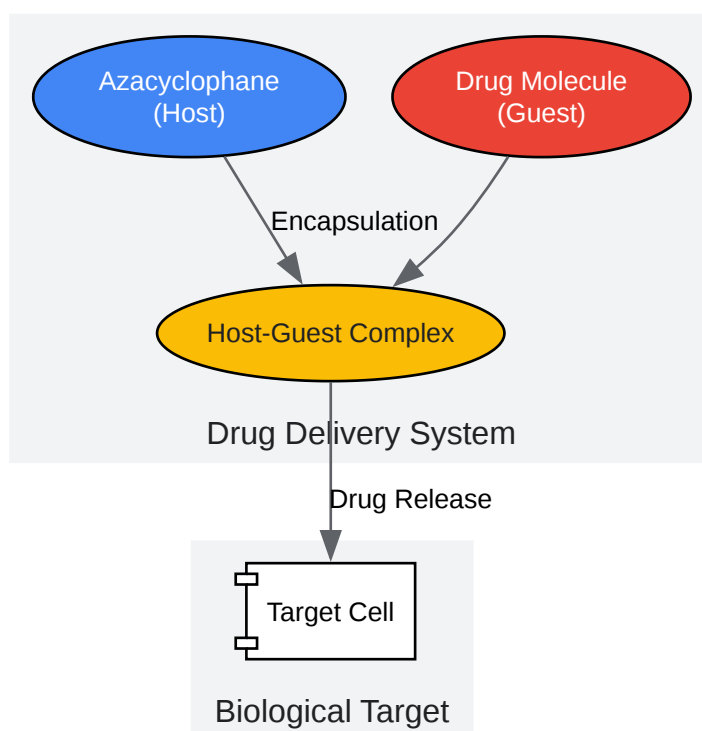 Azacyclophane
(Host)
Drug Molecule
(Guest)
Encapsulation
Host-Guest Complex
Drug Delivery System
Drug Release
Target Cell
Biological Target